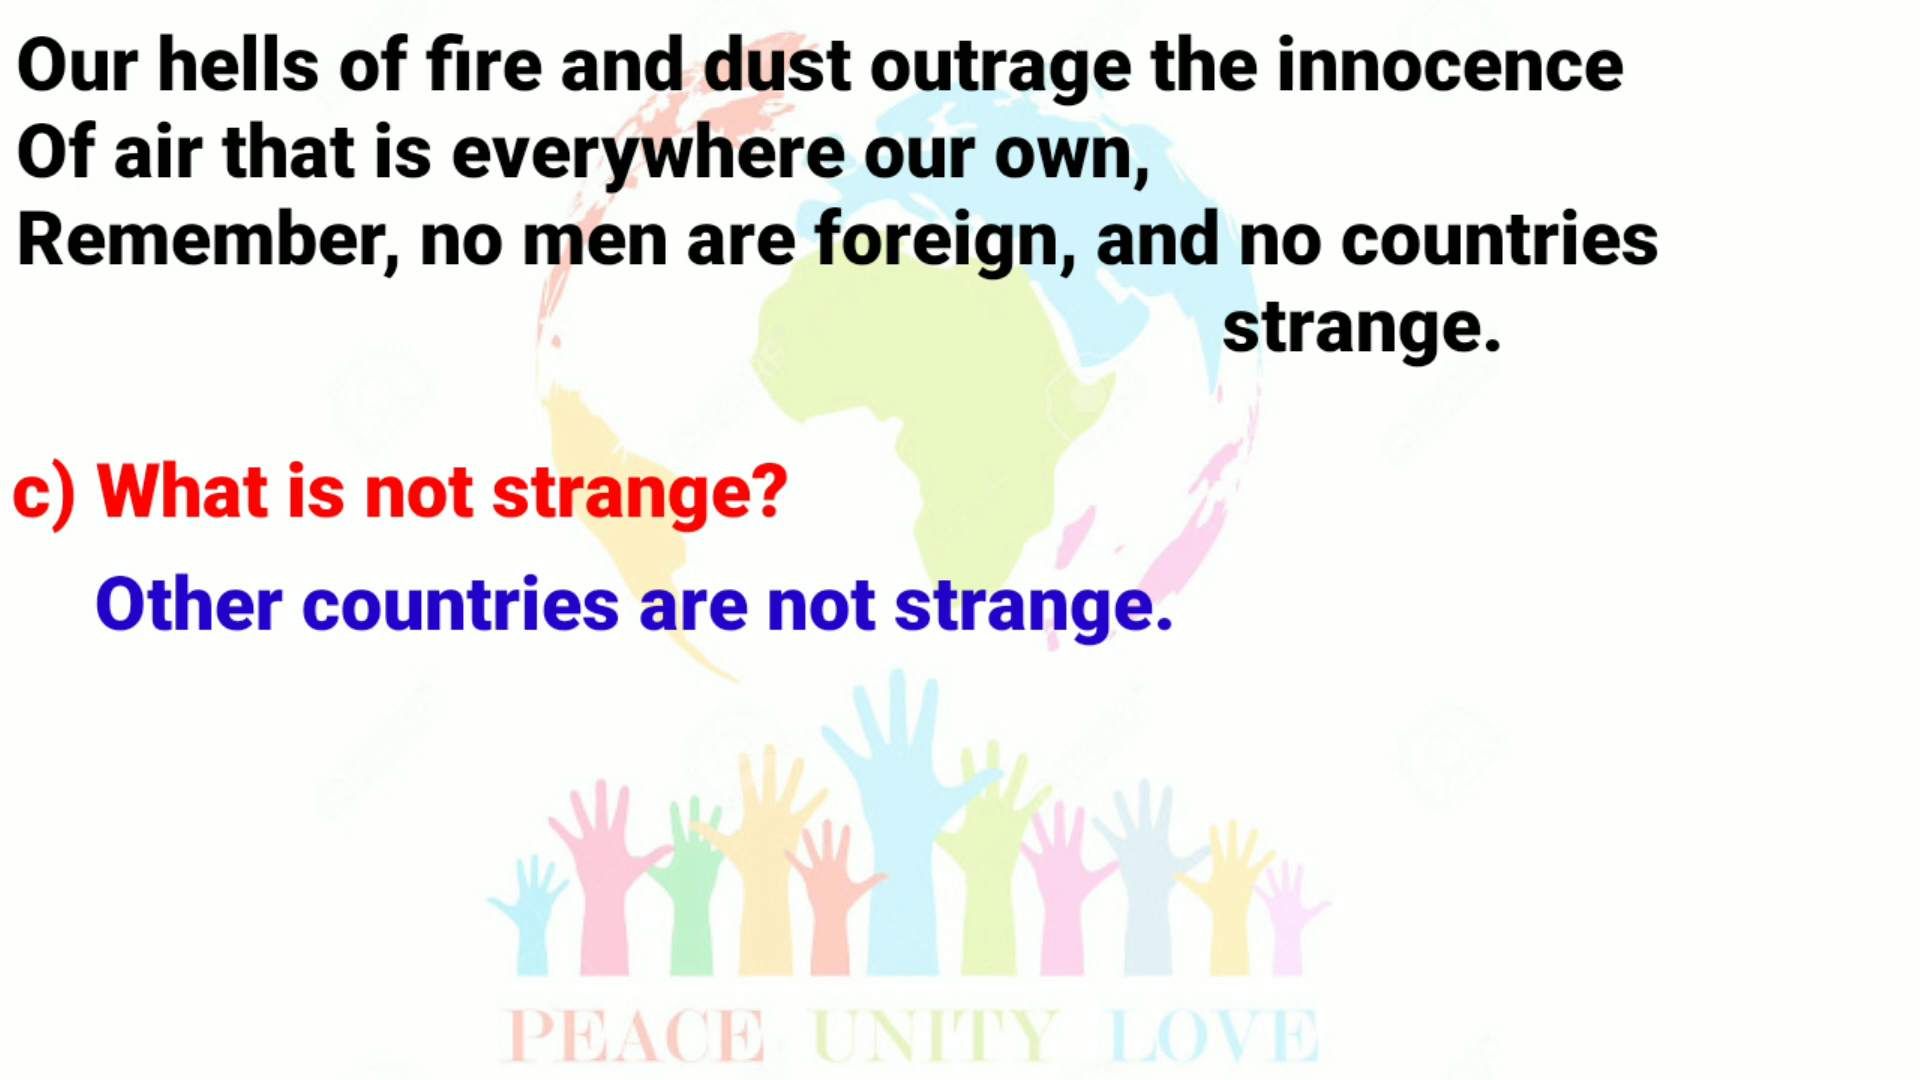 Our hells of fire and dust outrage the innocence
Of air that is everywhere our own,
Remember, no men are foreign, and no countries
strange.
c) What is not strange?
Other countries are not strange.
PEACE UNITY LOVE